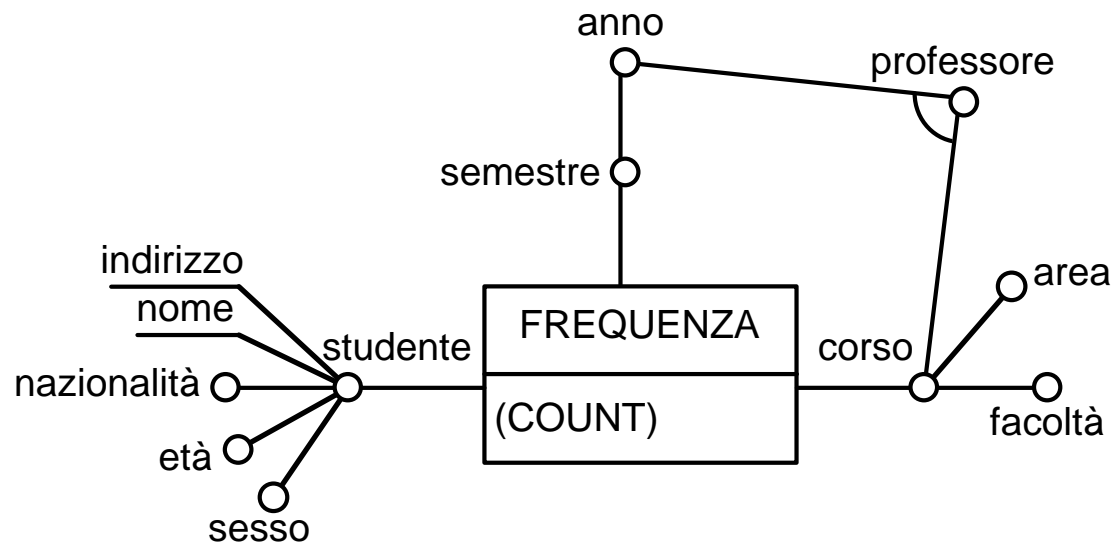 anno
professore
semestre
indirizzo
area
nome
FREQUENZA
studente
corso
nazionalità
(COUNT)
facoltà
età
sesso